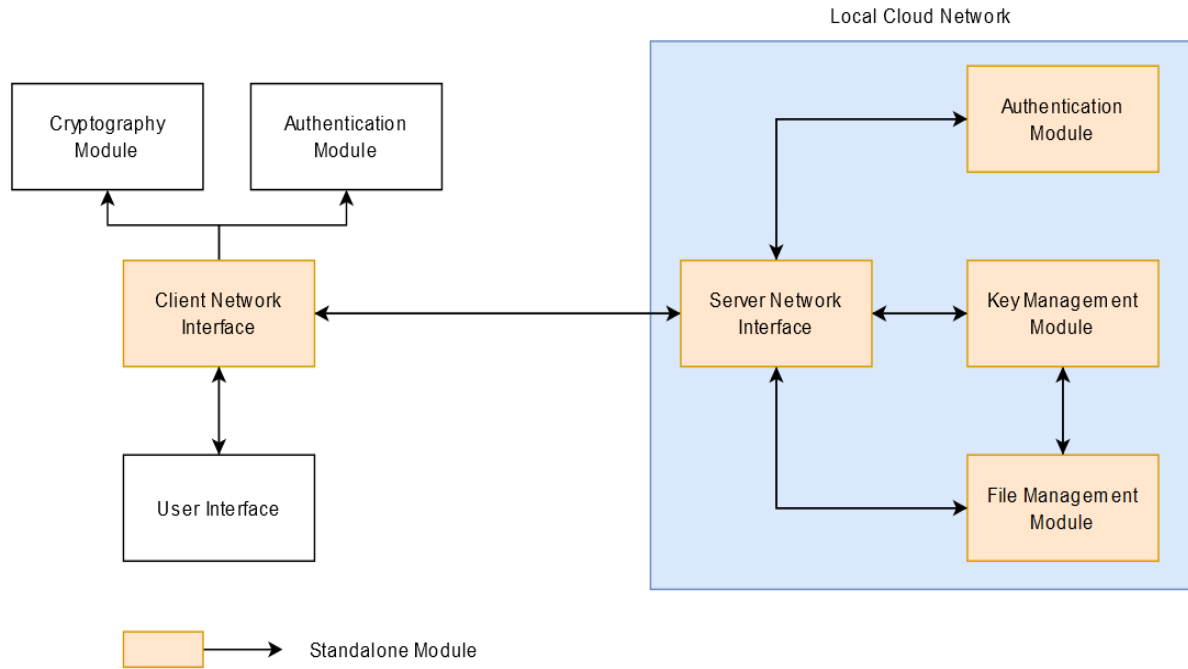 Local Cloud Network
Cryptography
Module
Authentication
Module
Authentication
Module
Client Network
Interface
Server Network
Interface
Key Management
Module
User Interface
File Management
Module
Standalone Module